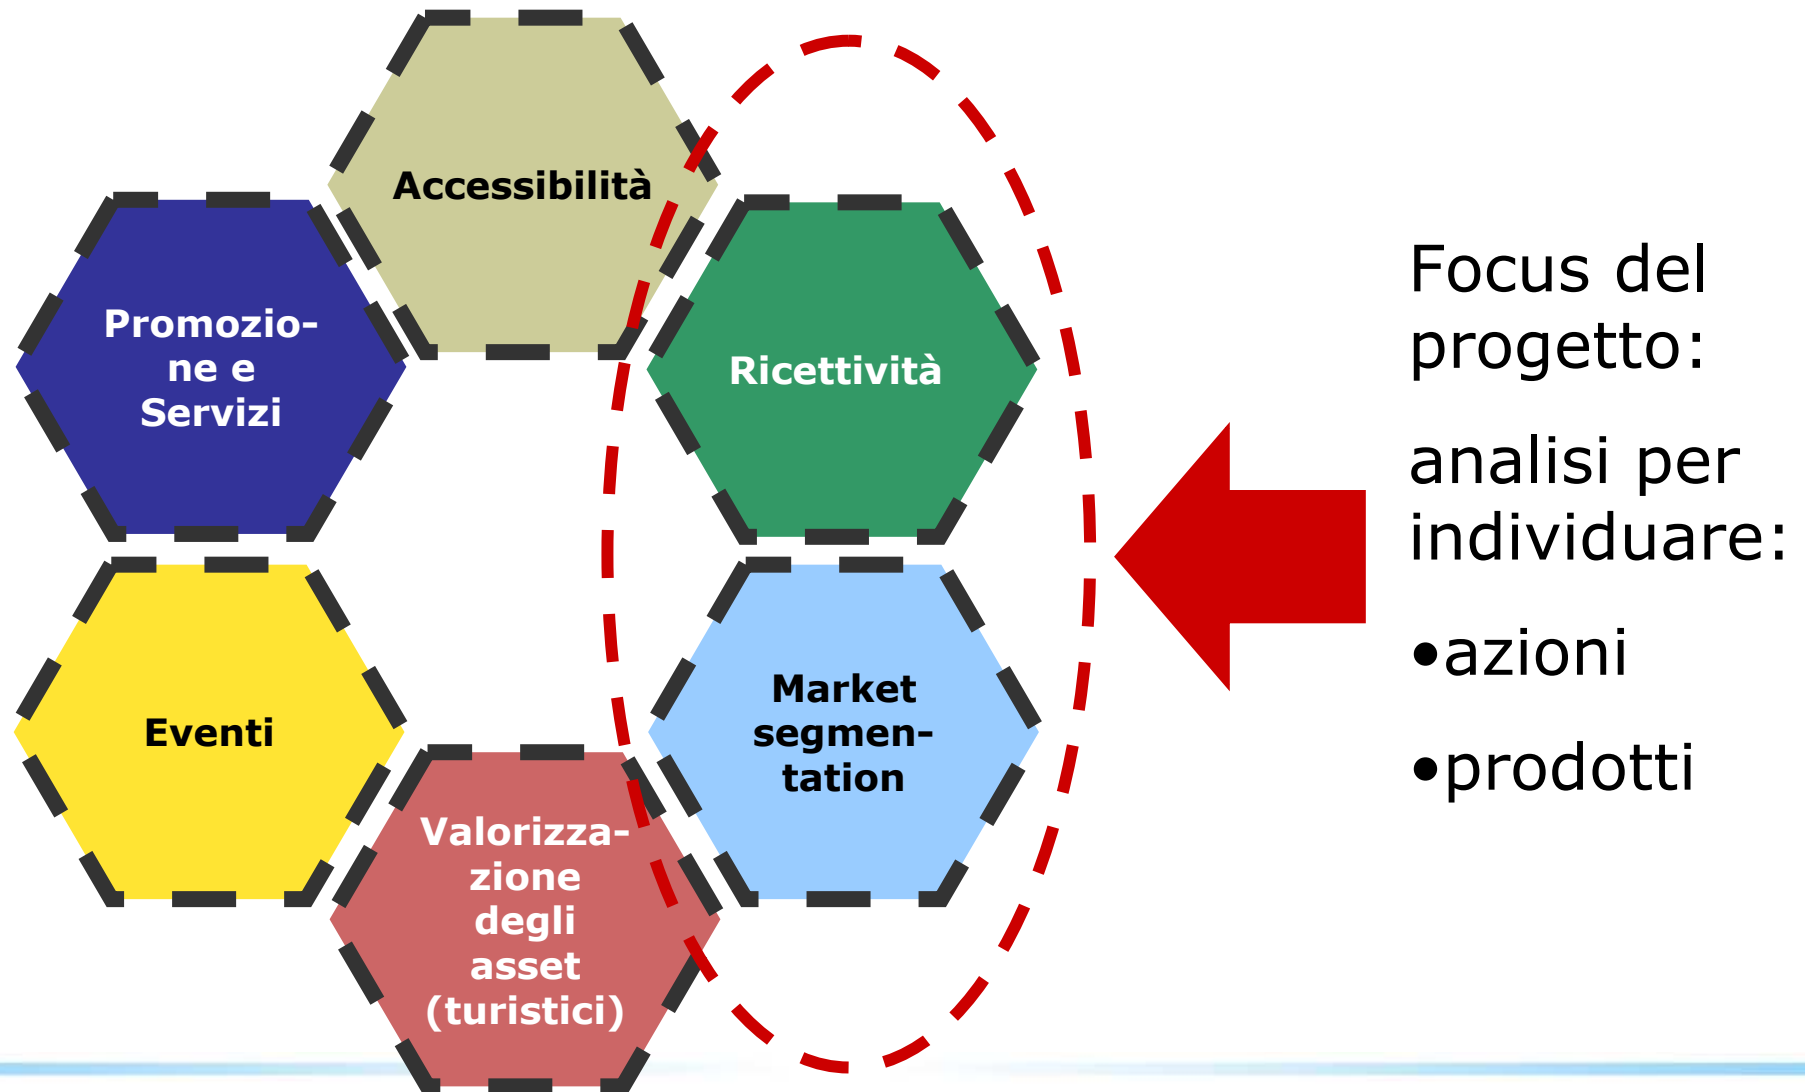 Accessibilità
Promozio-
ne e
Servizi
Ricettività
Eventi
Market
segmen-
tation
Valorizza-
zione
degli
asset
(turistici)
Focus del
progetto:
analisi per
individuare:
•azioni
•prodotti